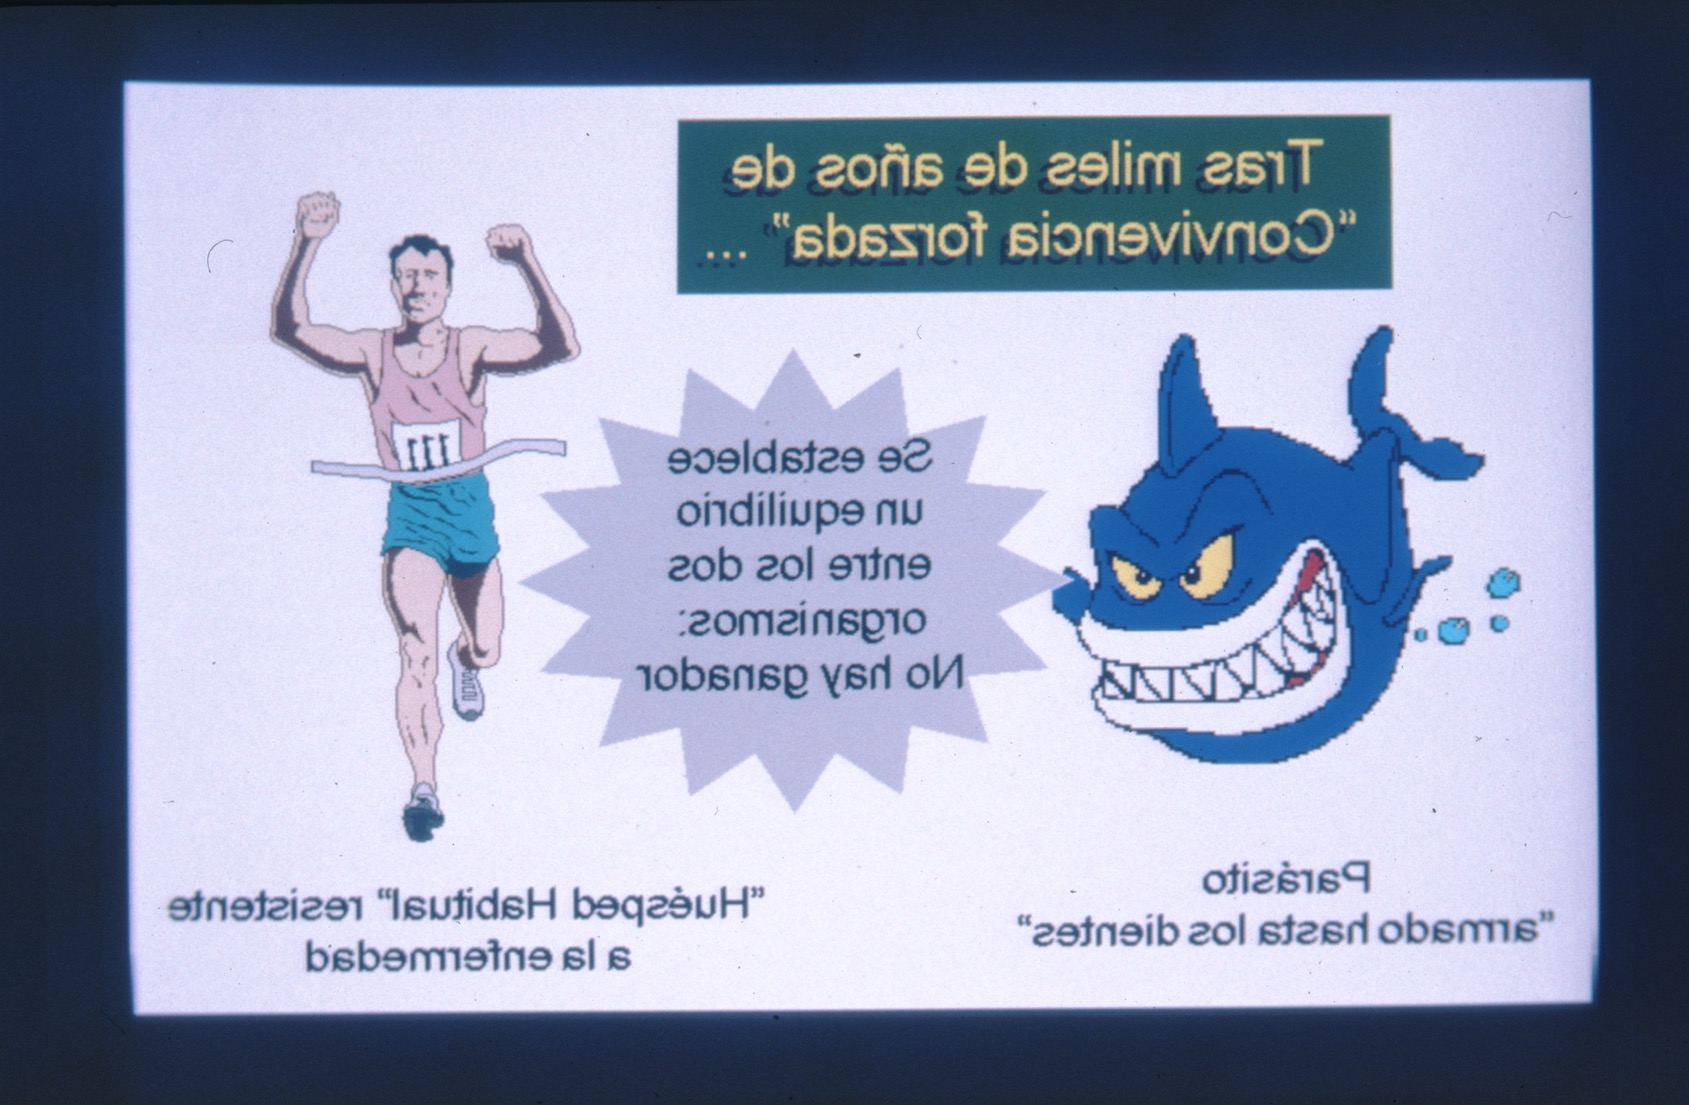 Tras miles de años de
“Convivencia forzada” ...
Se establece
un equilibrio
entre los dos
organismos:
No hay ganador
111
Parásito
“armado hasta los dientes”
“Huésped Habitual” resistente
a la enfermedad